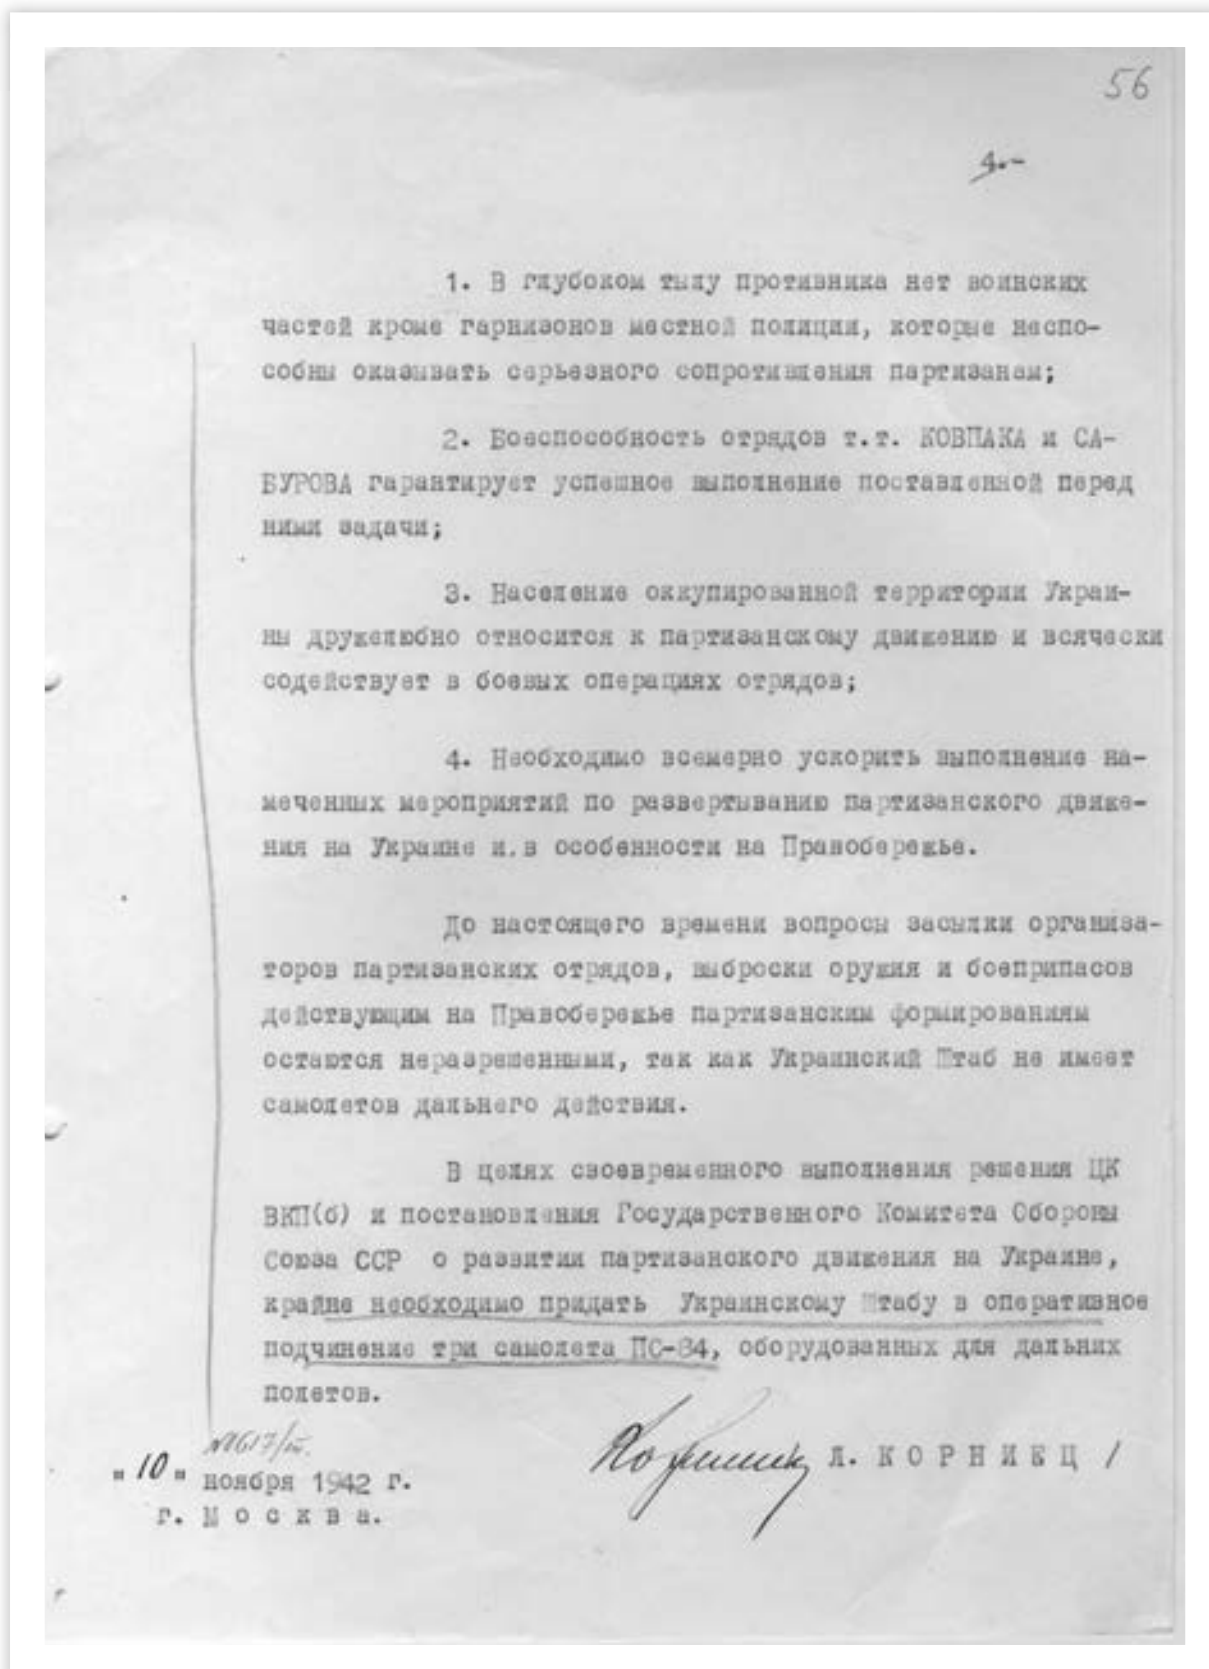 56
4.-
1. В глубоком тылу противника нет воинских
частей кроме гарнизонов местной полиции, которые неспо-
собны оказывать серьезного сопротивления партизанам;
2. Боеспособность отрядов т.т. КОВПАКА и СА-
БУРОВА гарантирует успешное выполнение поставленной перед
ними задачи;
3. Население оккупированной территории Украи-
ны дружелюбно относится к партизанскому движению и всячески
содействует в боевых операциях отрядов;
4. Необходимо всемерно ускорить выполнение на-
меченных мероприятий по развертыванию партизанского движе-
ния на Украине и.в особенности на Правобережье.
До настоящего времени вопросы засылки организа-
торов партизанских отрядов, выброски оружия и боеприпасов
действующим на Правобережье партизанским формированиям
остаются неразрешенными, так как Украинский Штаб не имеет
самолетов дальнего действия.
В целях своевременного выполнения решения ЦК
ВКП(б) и постановления Государственного Комитета Обороны
Союза ССР о развитии партизанского движения на Украине,
крайне необходимо придать Украинскому Штабу в оперативное
подчинение три самолета ПС-84, оборудованных для дальних
полетов.
Корниец Л. КОРНИЕЦ /
"10" ноября 1942 г.
г. Москва.